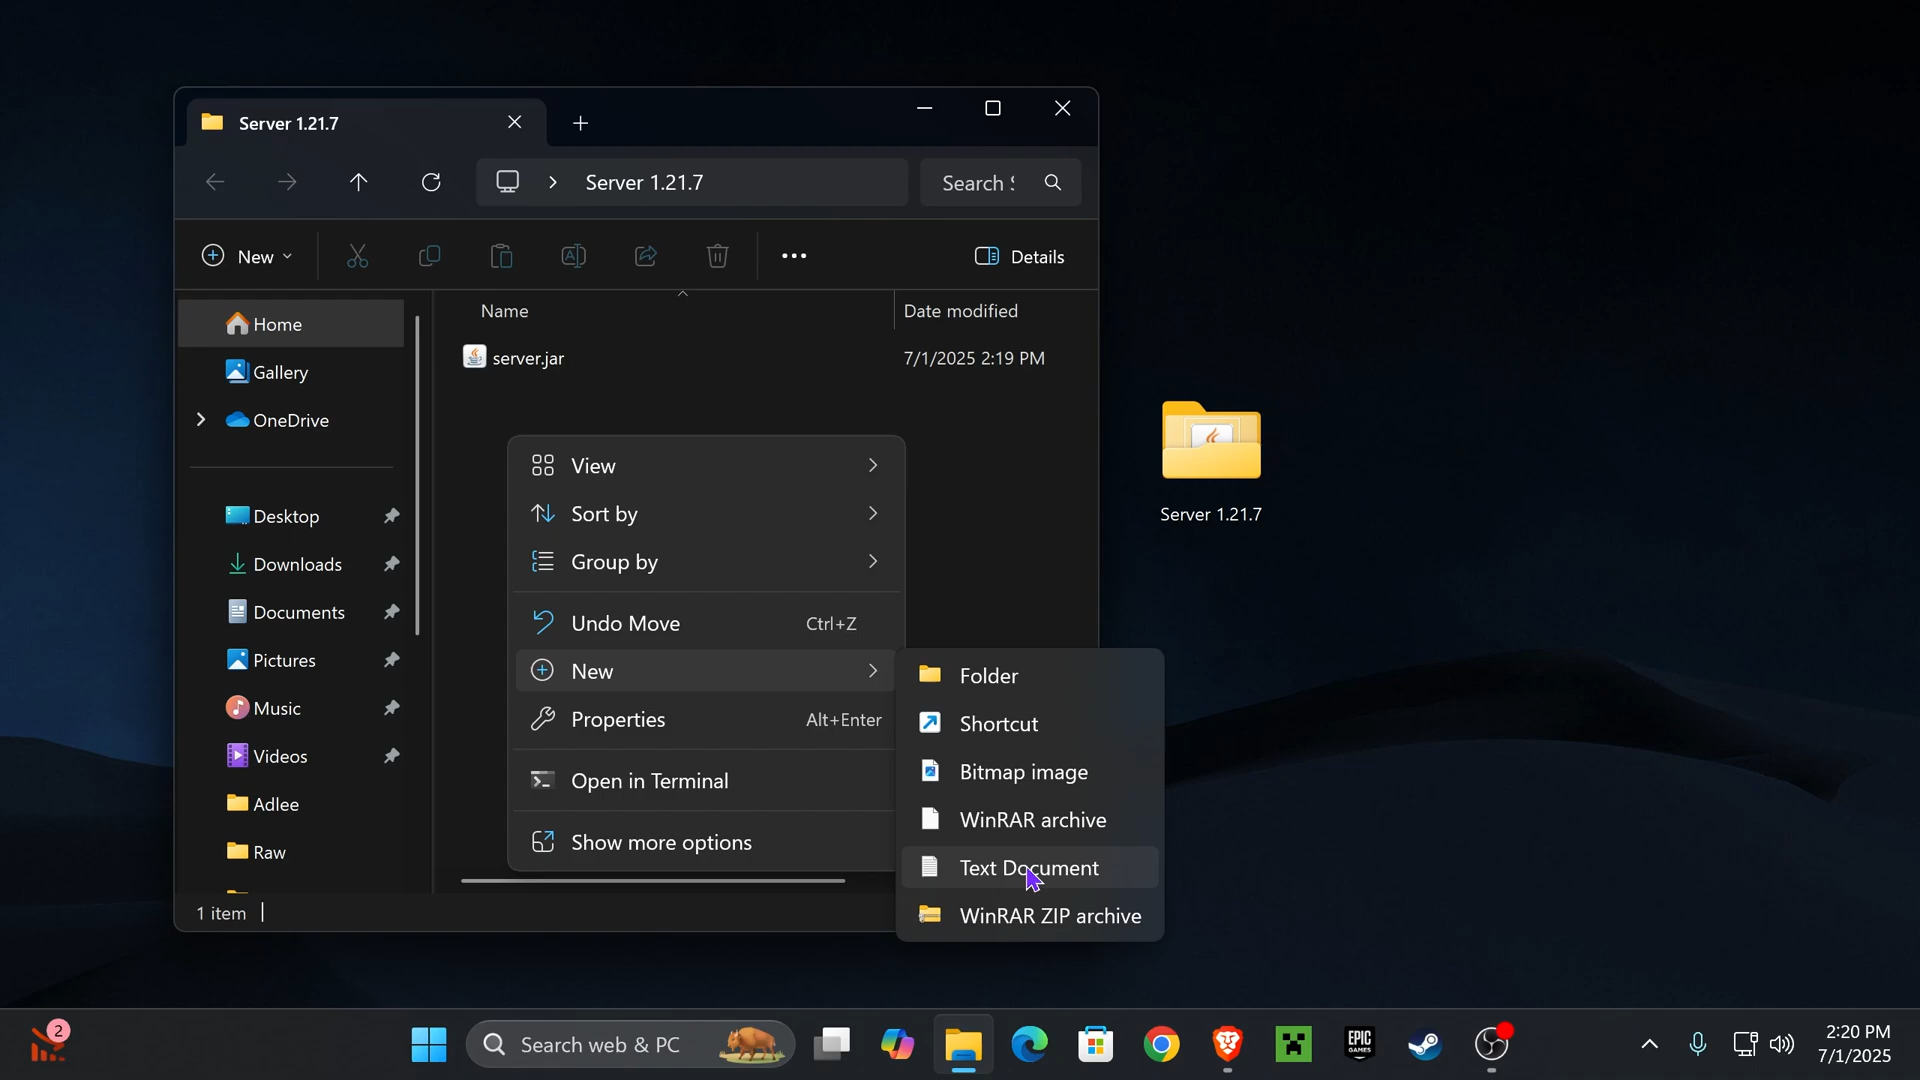 Server 1.21.7
Server 1.21.7
Search S
New
Details
Name
Date modified
server.jar
7/1/2025 2:19 PM
Home
Gallery
OneDrive
Desktop
Downloads
Documents
Pictures
Music
Videos
Adlee
Raw
View
Sort by
Group by
Undo Move Ctrl+Z
New
Properties Alt+Enter
Open in Terminal
Show more options
Folder
Shortcut
Bitmap image
WinRAR archive
Text Document
WinRAR ZIP archive
1 item
Server 1.21.7
2
Search web & PC
EPIC
GAMES
2:20 PM
7/1/2025